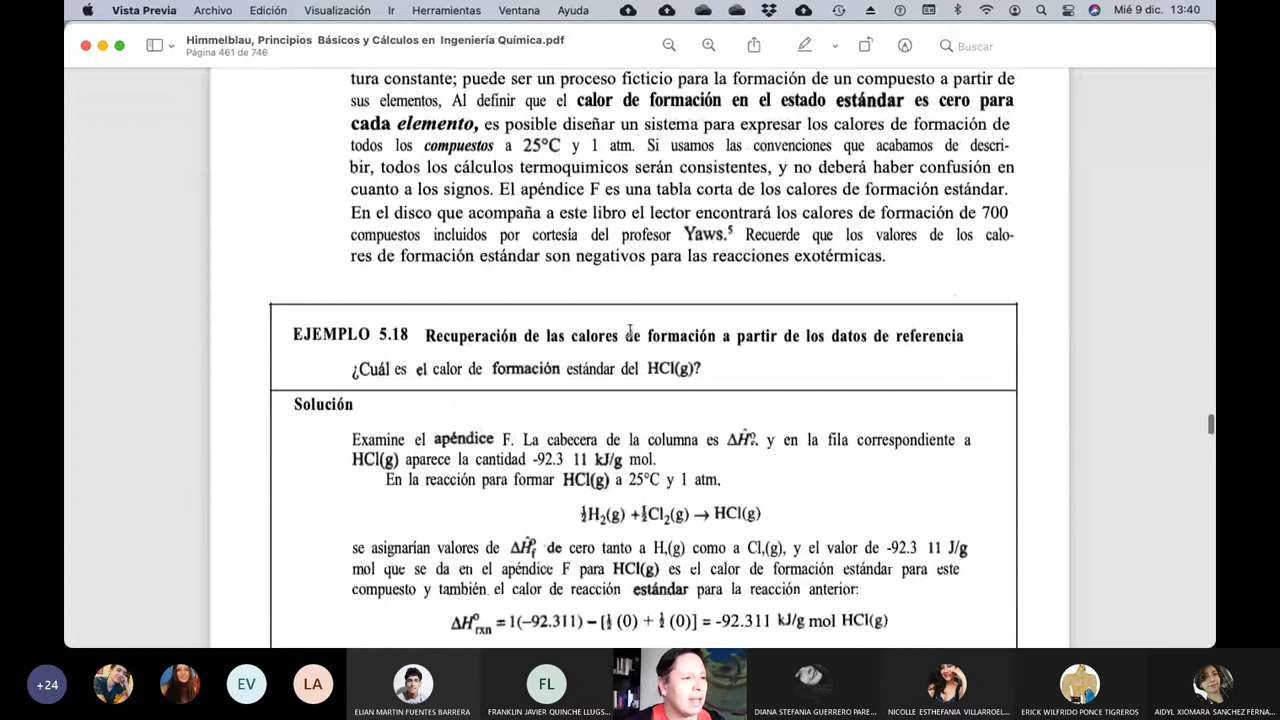 Vista Previa Archivo Edición Visualización Ir Herramientas Ventana Ayuda Mié 9 dic. 13:40
Himmelblau, Principios Básicos y Cálculos en Ingeniería Química.pdf
Página 461 de 746
Buscar
tura constante; puede ser un proceso ficticio para la formación de un compuesto a partir de
sus elementos, Al definir que el calor de formación en el estado estándar es cero para
cada elemento, es posible diseñar un sistema para expresar los calores de formación de
todos los compuestos a 25°C y 1 atm. Si usamos las convenciones que acabamos de descri-
bir, todos los cálculos termoquimicos serán consistentes, y no deberá haber confusión en
cuanto a los signos. El apéndice F es una tabla corta de los calores de formación estándar.
En el disco que acompaña a este libro el lector encontrará los calores de formación de 700
compuestos incluidos por cortesía del profesor Yaws.⁵ Recuerde que los valores de los calo-
res de formación estándar son negativos para las reacciones exotérmicas.
EJEMPLO 5.18 Recuperación de las calores de formación a partir de los datos de referencia
¿Cuál es el calor de formación estándar del HCl(g)?
Solución
Examine el apéndice F. La cabecera de la columna es ΔĤ°. y en la fila correspondiente a
HCl(g) aparece la cantidad -92.3 11 kJ/g mol.
En la reacción para formar HCl(g) a 25°C y 1 atm.
½H₂(g) +½Cl₂(g) → HCl(g)
se asignarían valores de ΔĤ°f de cero tanto a H,(g) como a Cl,(g), y el valor de -92.3 11 J/g
mol que se da en el apéndice F para HCl(g) es el calor de formación estándar para este
compuesto y también el calor de reacción estándar para la reacción anterior:
ΔH°rxn = 1(−92.311) − [½ (0) + ½ (0)] = -92.311 kJ/g mol HCl(g)
+24 EV LA FL
ELIAN MARTIN FUENTES BARRERA FRANKLIN JAVIER QUINCHE LLUGS... DIANA STEFANIA GUERRERO PARE... NICOLLE ESTHEFANIA VILLARROEL... ERICK WILFRIDO PONCE TIGREROS AIDYL XIOMARA SANCHEZ FERNA...